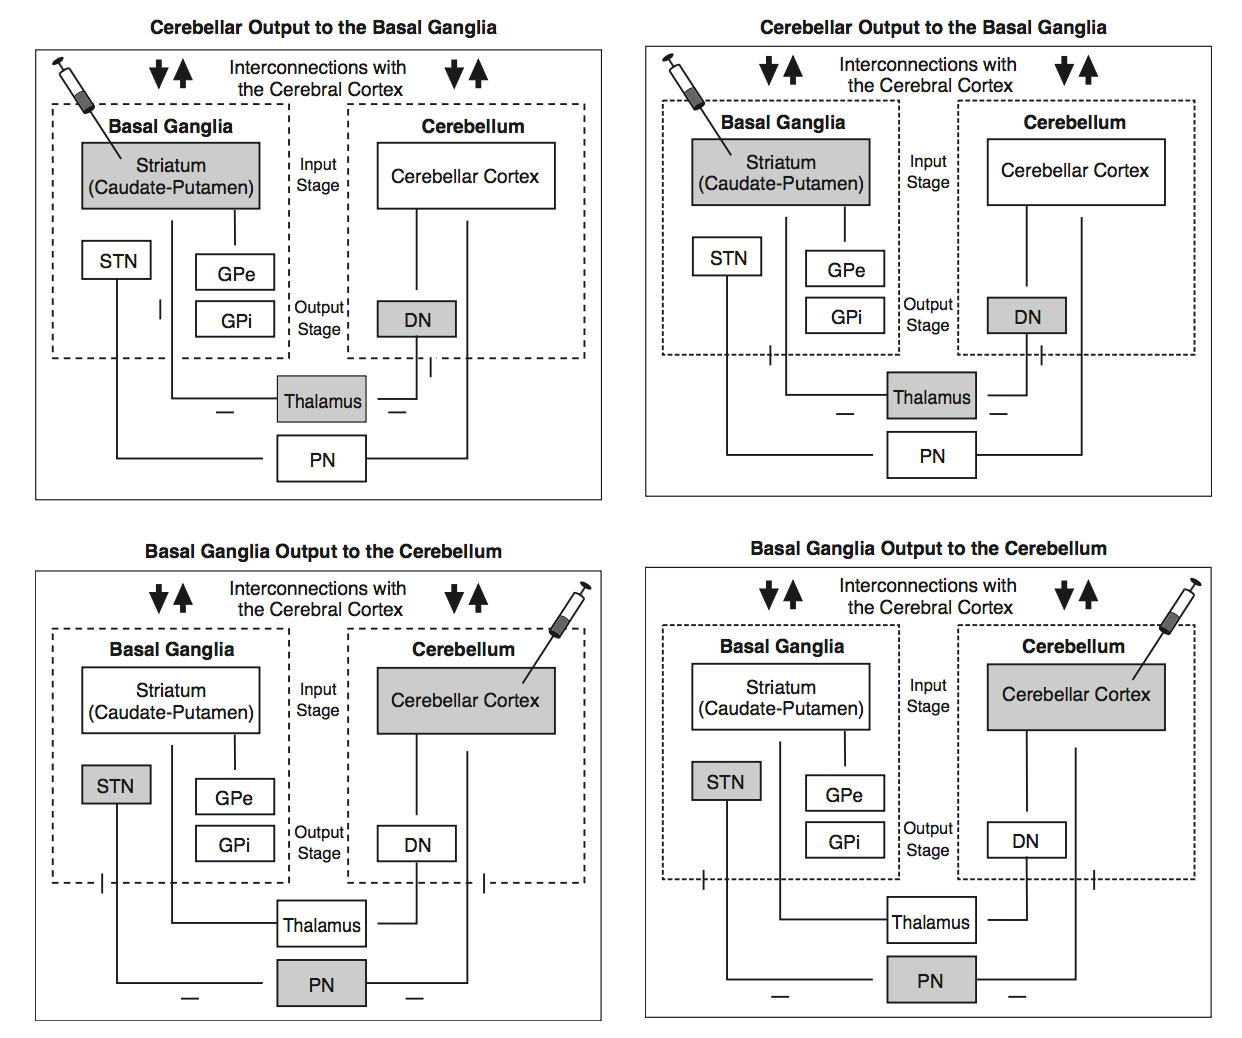 Cerebellar Output to the Basal Ganglia
Interconnections with
the Cerebral Cortex
Basal Ganglia
Cerebellum
Striatum
(Caudate-Putamen)
Input
Stage
Cerebellar Cortex
STN
GPe
GPi
Output
Stage
DN
Thalamus
PN
Cerebellar Output to the Basal Ganglia
Interconnections with
the Cerebral Cortex
Basal Ganglia
Cerebellum
Striatum
(Caudate-Putamen)
Input
Stage
Cerebellar Cortex
STN
GPe
GPi
Output
Stage
DN
Thalamus
PN
Basal Ganglia Output to the Cerebellum
Interconnections with
the Cerebral Cortex
Basal Ganglia
Cerebellum
Striatum
(Caudate-Putamen)
Input
Stage
Cerebellar Cortex
STN
GPe
GPi
Output
Stage
DN
Thalamus
PN
Basal Ganglia Output to the Cerebellum
Interconnections with
the Cerebral Cortex
Basal Ganglia
Cerebellum
Striatum
(Caudate-Putamen)
Input
Stage
Cerebellar Cortex
STN
GPe
GPi
Output
Stage
DN
Thalamus
PN